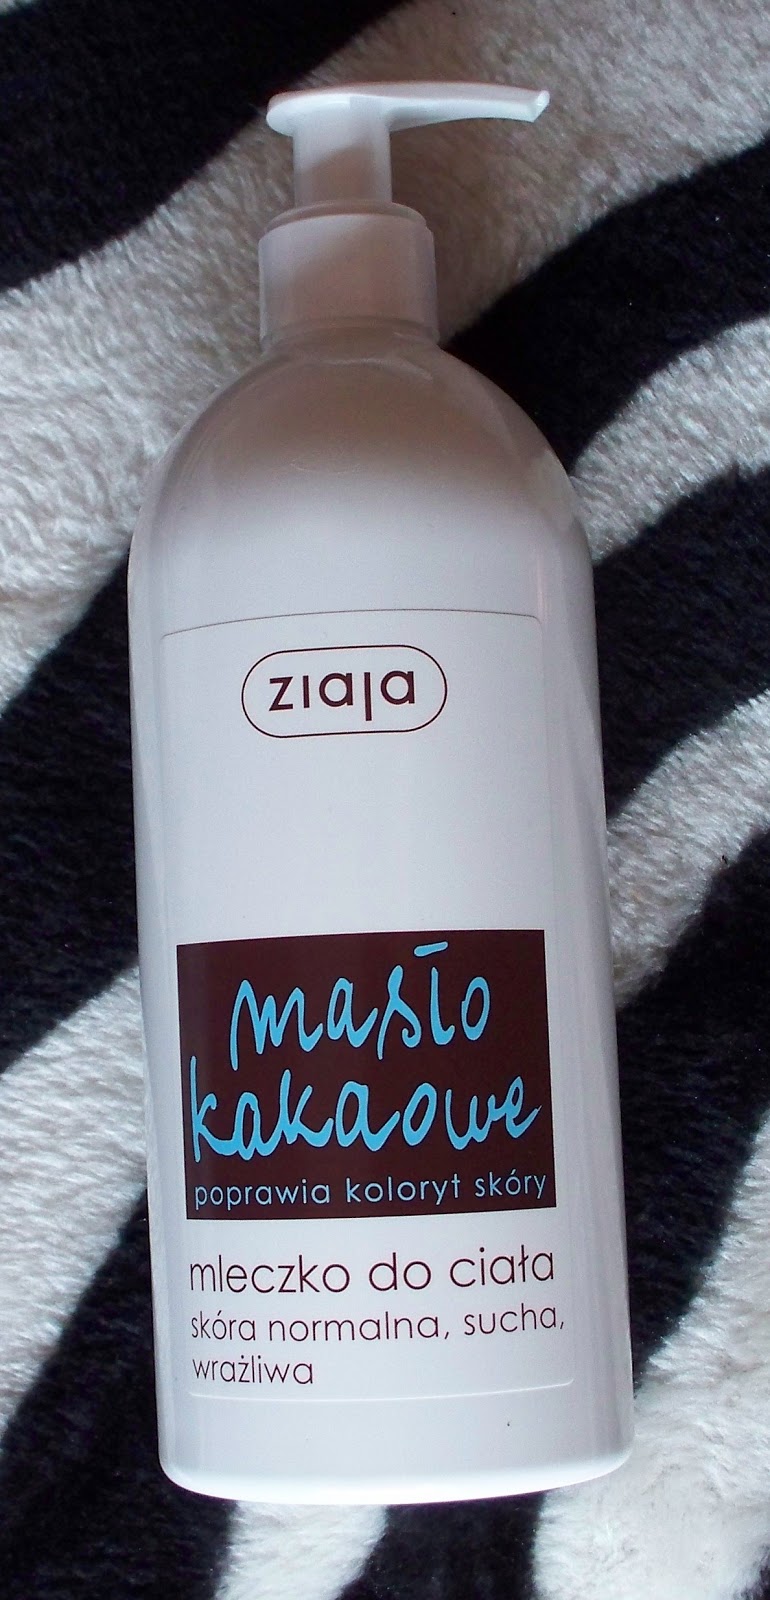 ziaja
masło
kakaowe
poprawia koloryt skóry
mleczko do ciała
skóra normalna, sucha,
wrażliwa